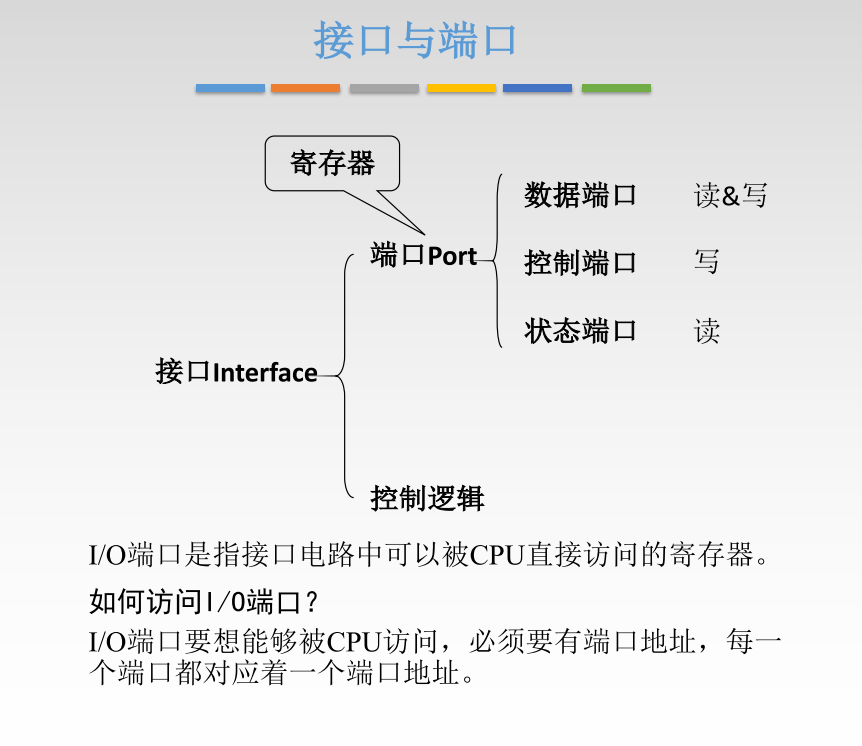 接口与端口
寄存器
数据端口 读&写
端口Port
控制端口 写
状态端口 读
接口Interface
控制逻辑
I/O端口是指接口电路中可以被CPU直接访问的寄存器。
如何访问I/O端口？
I/O端口要想能够被CPU访问，必须要有端口地址，每一
个端口都对应着一个端口地址。